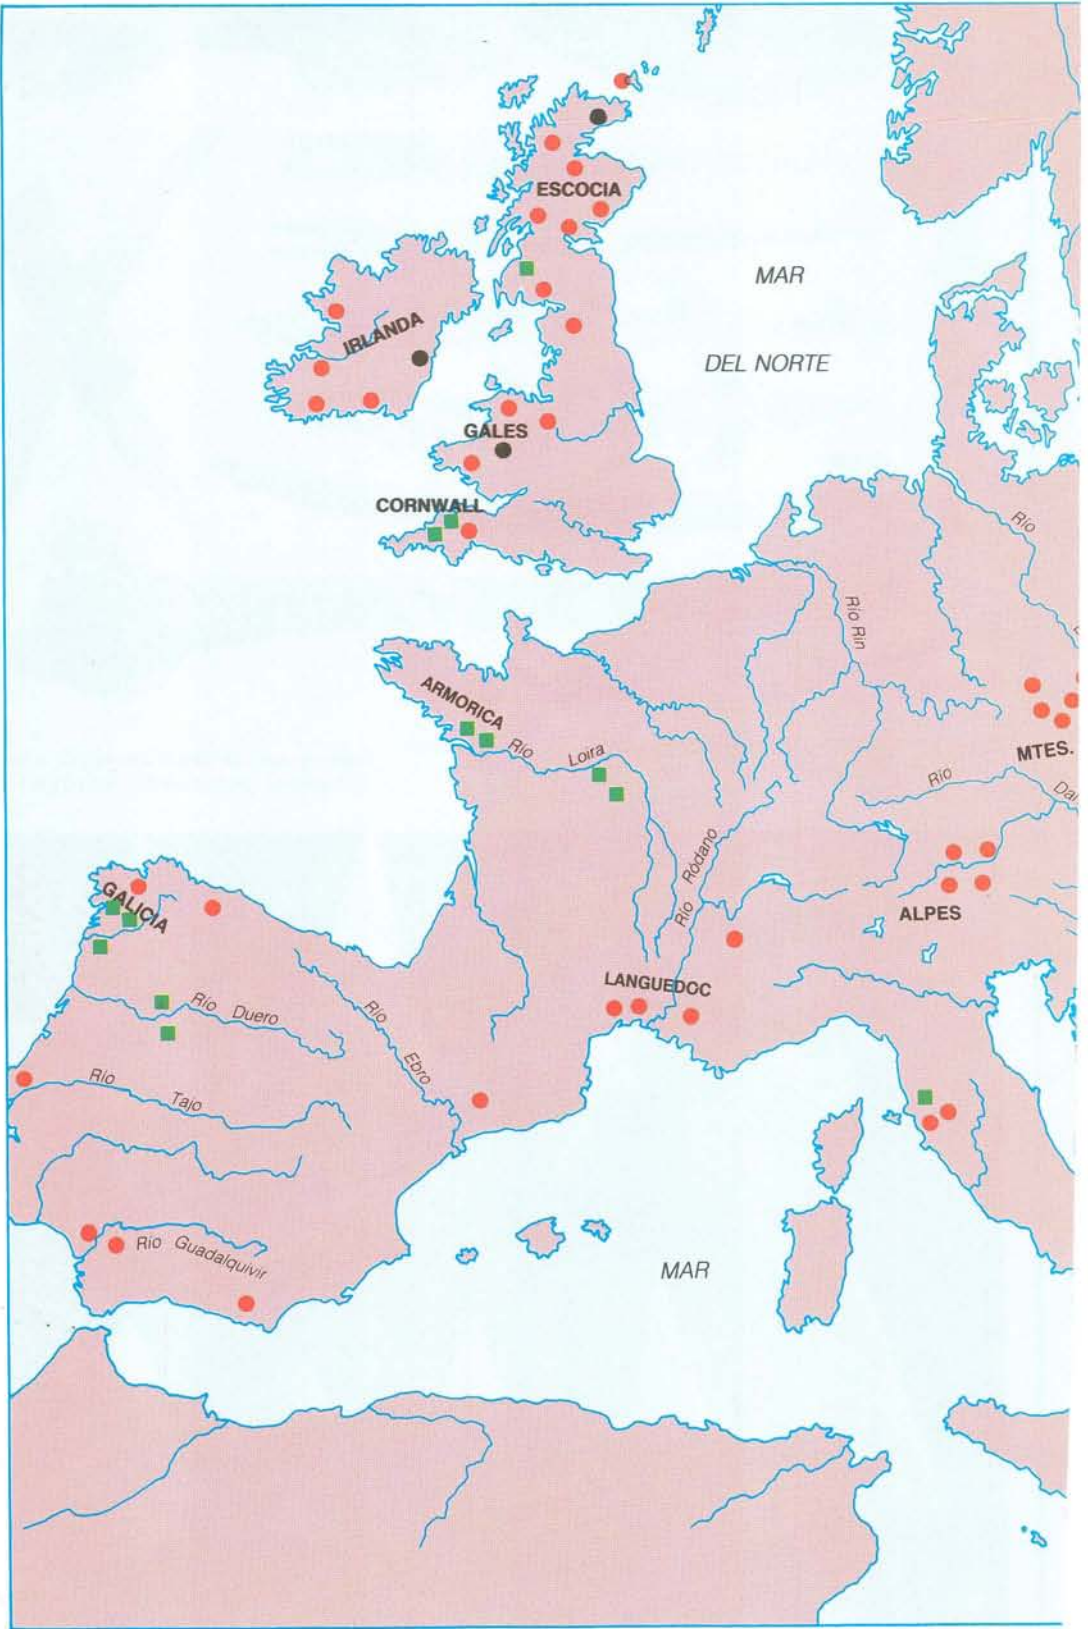 ESCOCIA
MAR
DEL NORTE
IRLANDA
GALES
CORNWALL
Río
Río Rin
ARMORICA
Río Loira
MTES.
Río
Dan
Río Ródano
ALPES
GALICIA
LANGUEDOC
Río Duero
Río Ebro
Río Tajo
Río Guadalquivir
MAR